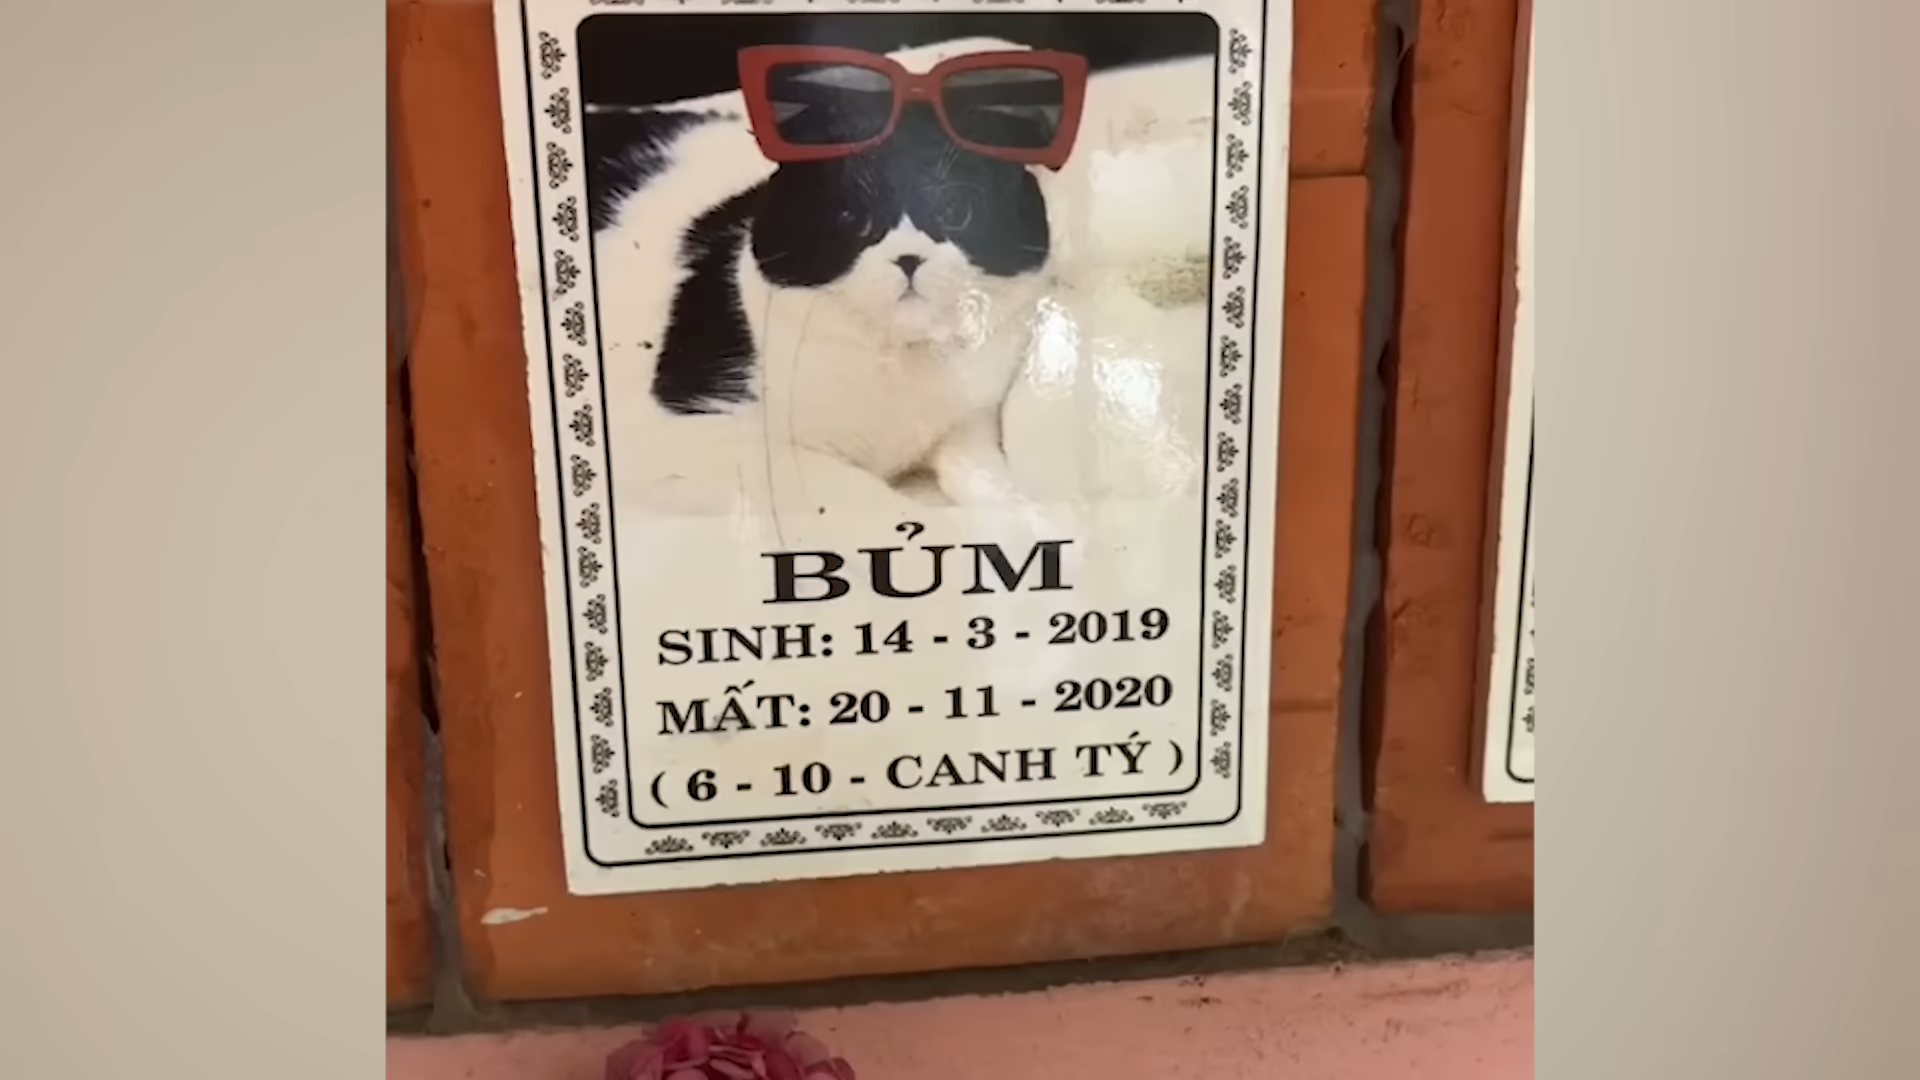 BỦM
SINH: 14 - 3 - 2019
MẤT: 20 - 11 - 2020
( 6 - 10 - CANH TÝ )